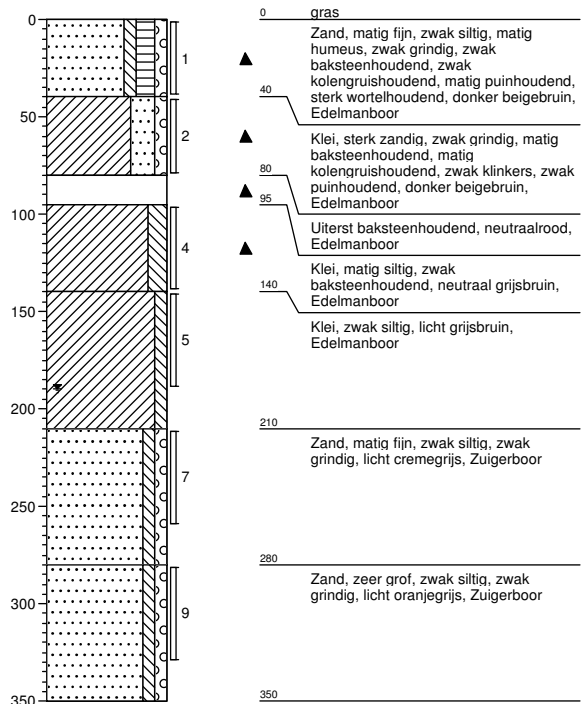 0
50
100
150
200
250
300
350
1
2
4
5
7
9
0
gras
Zand, matig fijn, zwak siltig, matig
humeus, zwak grindig, zwak
baksteenhoudend, zwak
kolengruishoudend, matig puinhoudend,
sterk wortelhoudend, donker beigebruin,
Edelmanboor
40
Klei, sterk zandig, zwak grindig, matig
baksteenhoudend, matig
kolengruishoudend, zwak klinkers, zwak
puinhoudend, donker beigebruin,
Edelmanboor
80
Uiterst baksteenhoudend, neutraalrood,
Edelmanboor
95
Klei, matig siltig, zwak
baksteenhoudend, neutraal grijsbruin,
Edelmanboor
140
Klei, zwak siltig, licht grijsbruin,
Edelmanboor
210
Zand, matig fijn, zwak siltig, zwak
grindig, licht cremegrijs, Zuigerboor
280
Zand, zeer grof, zwak siltig, zwak
grindig, licht oranjegrijs, Zuigerboor
350